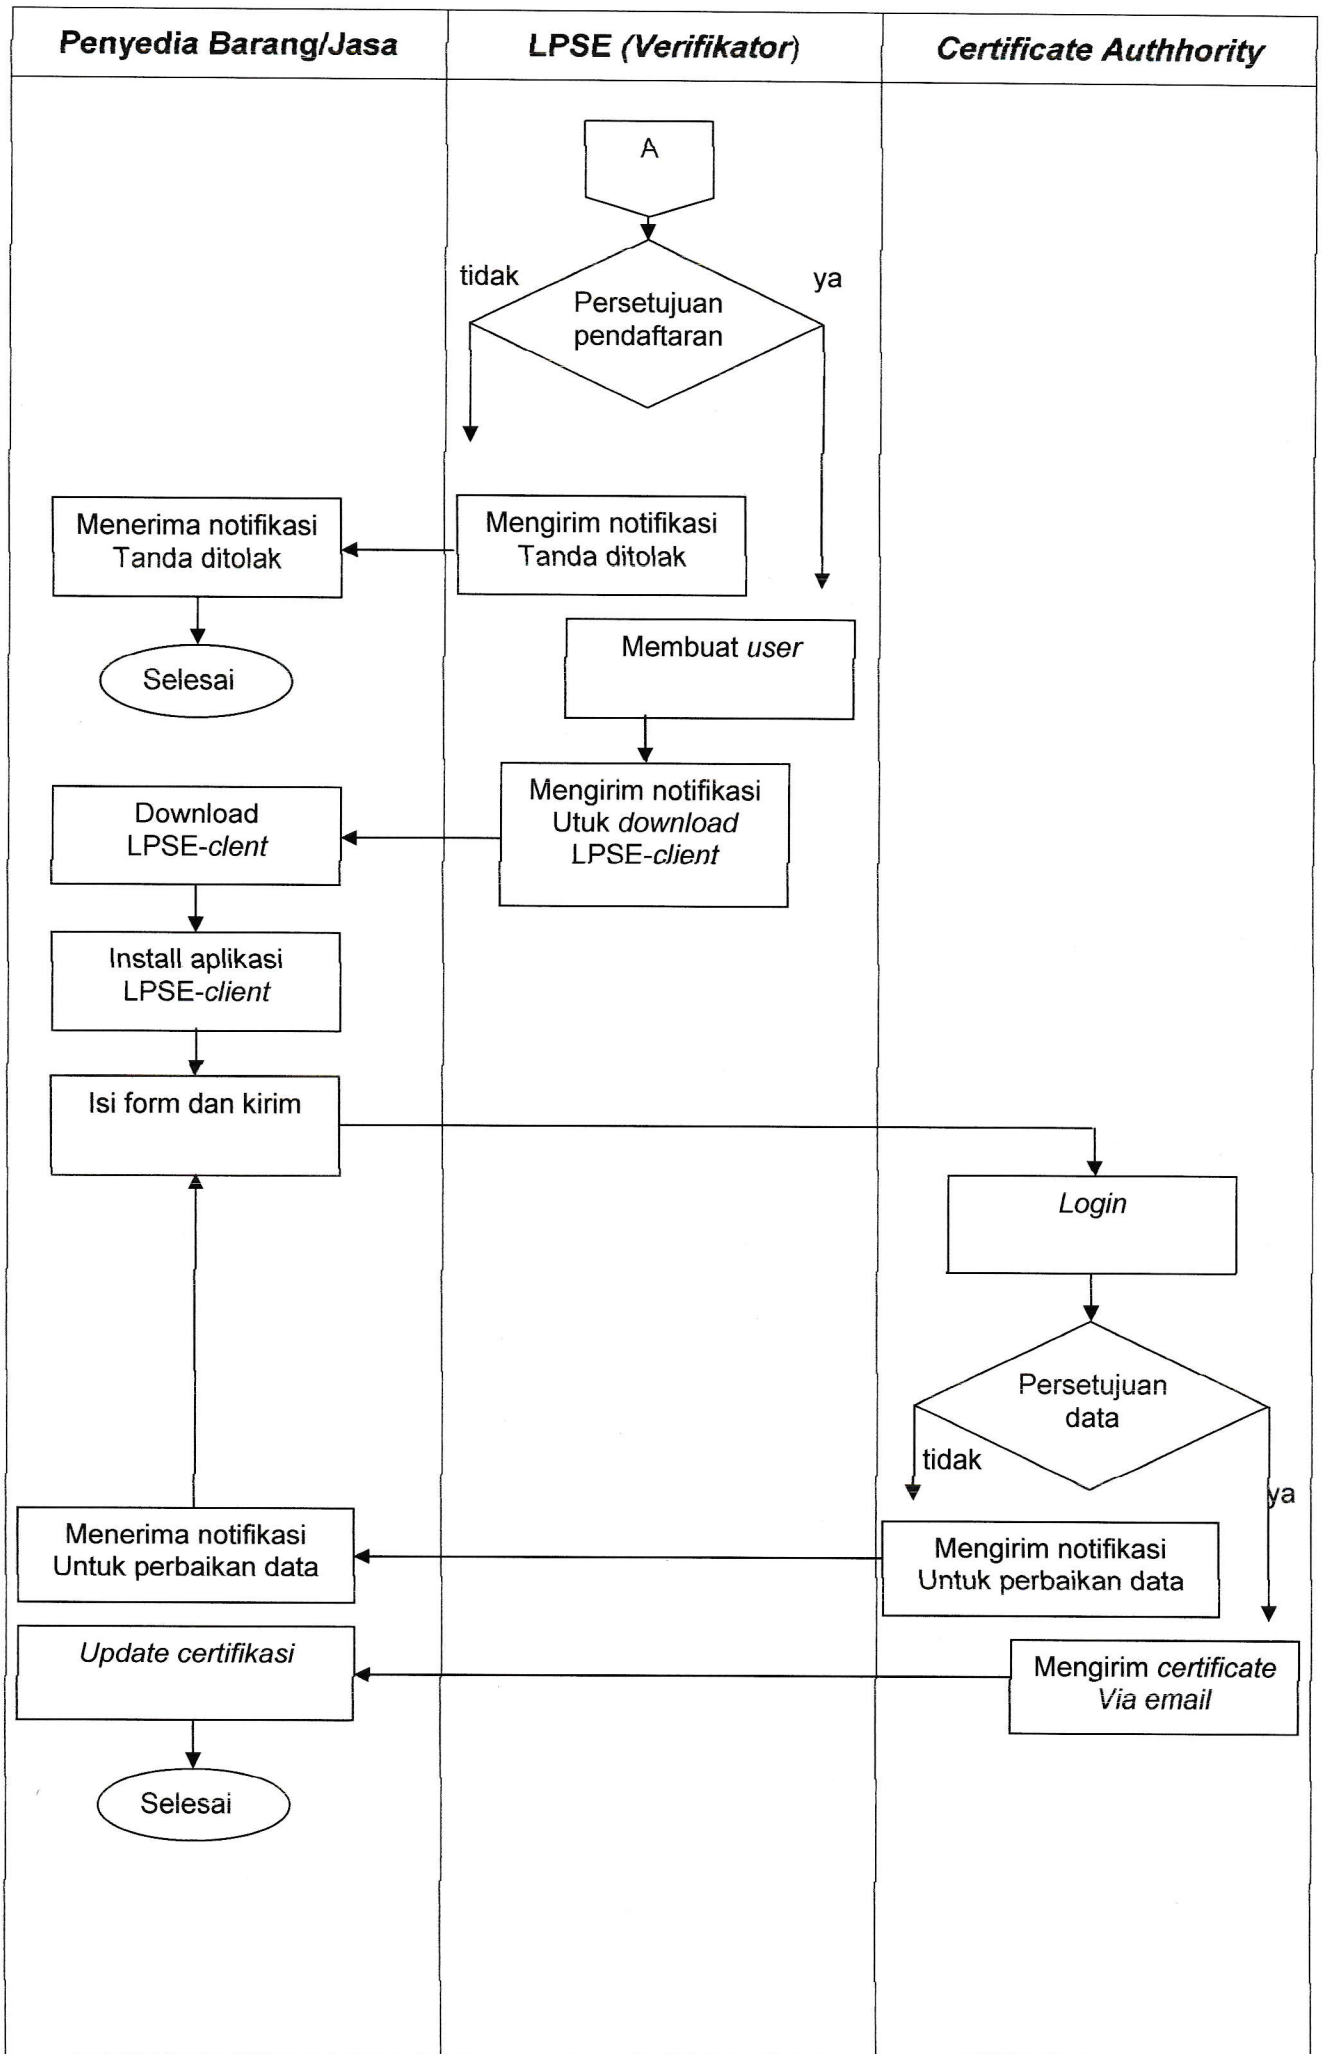 Penyedia Barang/Jasa
LPSE (Verifikator)
Certificate Authhority
A
tidak
ya
Persetujuan
pendaftaran
Menerima notifikasi
Tanda ditolak
Mengirim notifikasi
Tanda ditolak
Selesai
Membuat user
Download
LPSE-clent
Mengirim notifikasi
Utuk download
LPSE-client
Install aplikasi
LPSE-client
Isi form dan kirim
Login
Persetujuan
data
tidak
ya
Menerima notifikasi
Untuk perbaikan data
Mengirim notifikasi
Untuk perbaikan data
Update certifikasi
Mengirim certificate
Via email
Selesai